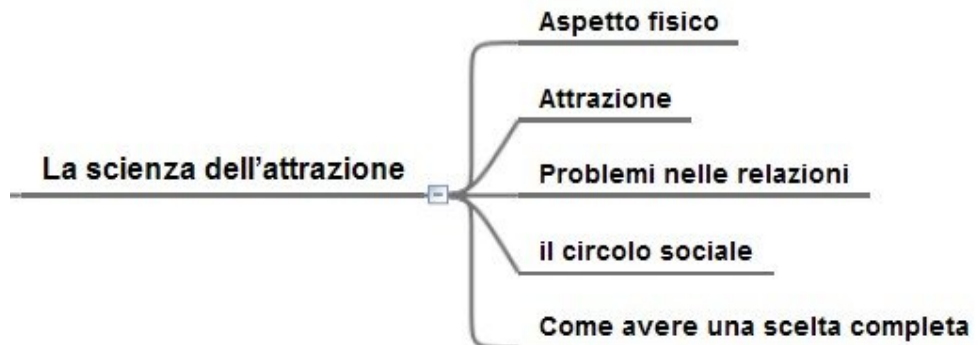 Aspetto fisico
Attrazione
La scienza dell'attrazione
Problemi nelle relazioni
il circolo sociale
Come avere una scelta completa